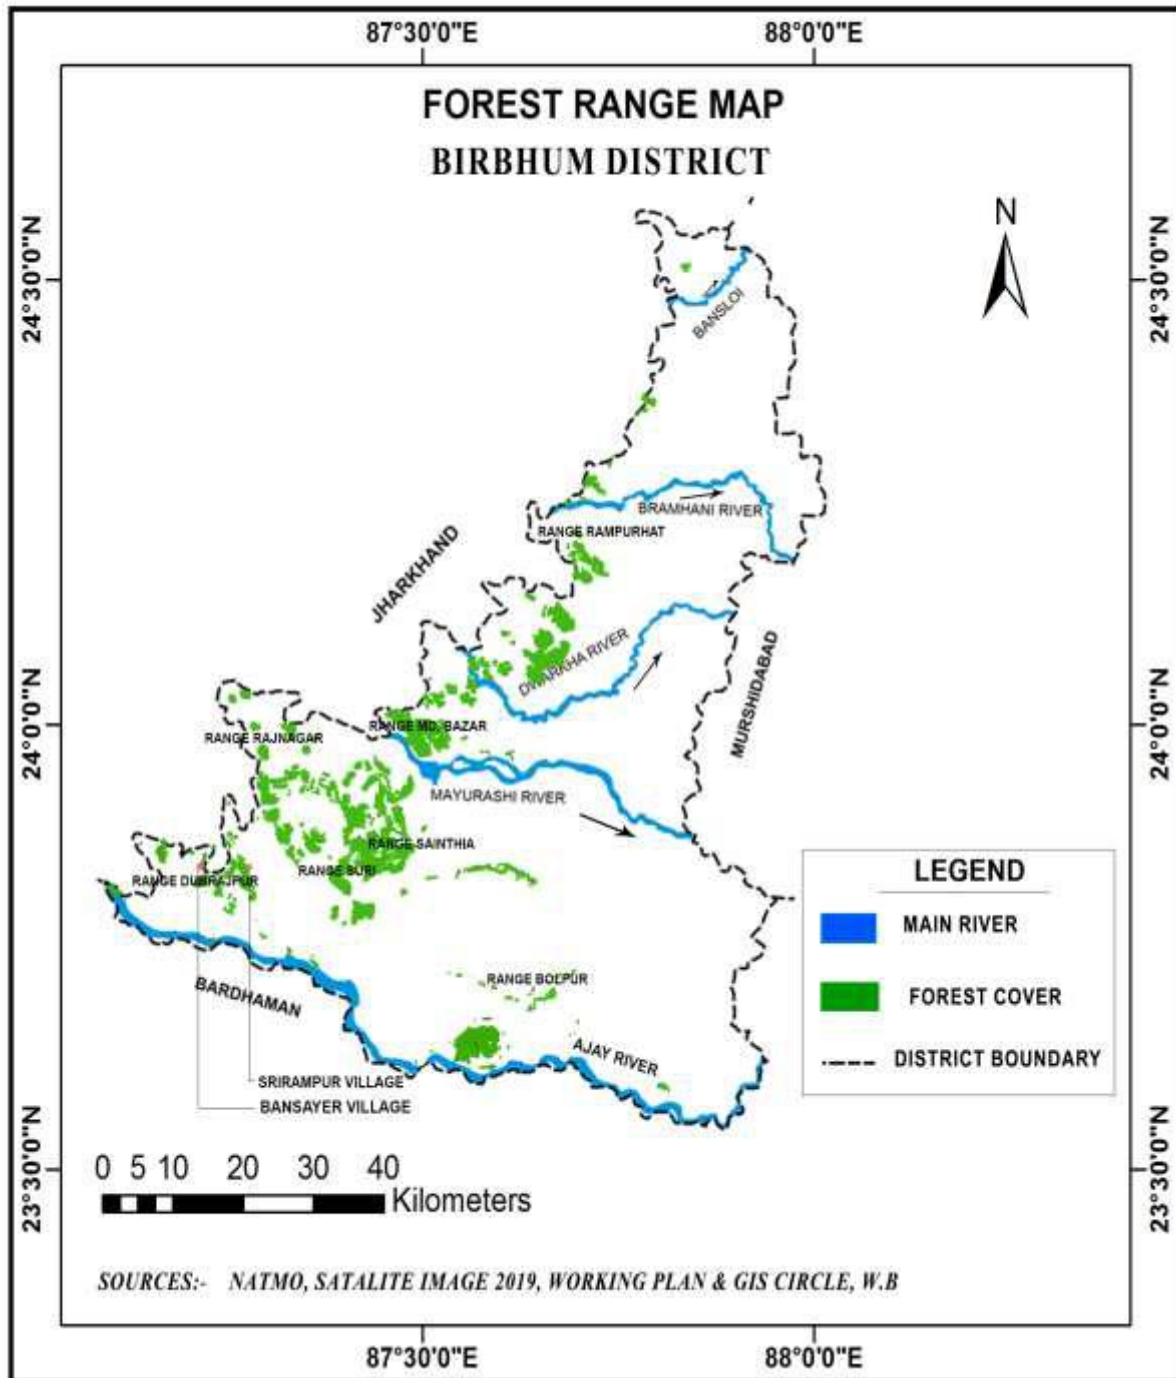 87°30'0"E
88°0'0"E
FOREST RANGE MAP
BIRBHUM DISTRICT
N
24°30'0"N
24°30'0"N
BANSLOI
BRAMHANI RIVER
RANGE RAMPURHAT
JHARKHAND
DWARKHA RIVER
MURSHIDABAD
24°0'0"N
24°0'0"N
RANGE MD. BAZAR
RANGE RAJNAGAR
MAYURASHI RIVER
RANGE SAINTHIA
RANGE SURI
RANGE DUBRAJPUR
LEGEND
MAIN RIVER
FOREST COVER
DISTRICT BOUNDARY
RANGE BOLPUR
BARDHAMAN
AJAY RIVER
SRIRAMPUR VILLAGE
BANSAYER VILLAGE
23°30'0"N
23°30'0"N
0 5 10 20 30 40
Kilometers
SOURCES:- NATMO, SATALITE IMAGE 2019, WORKING PLAN & GIS CIRCLE, W.B
87°30'0"E
88°0'0"E